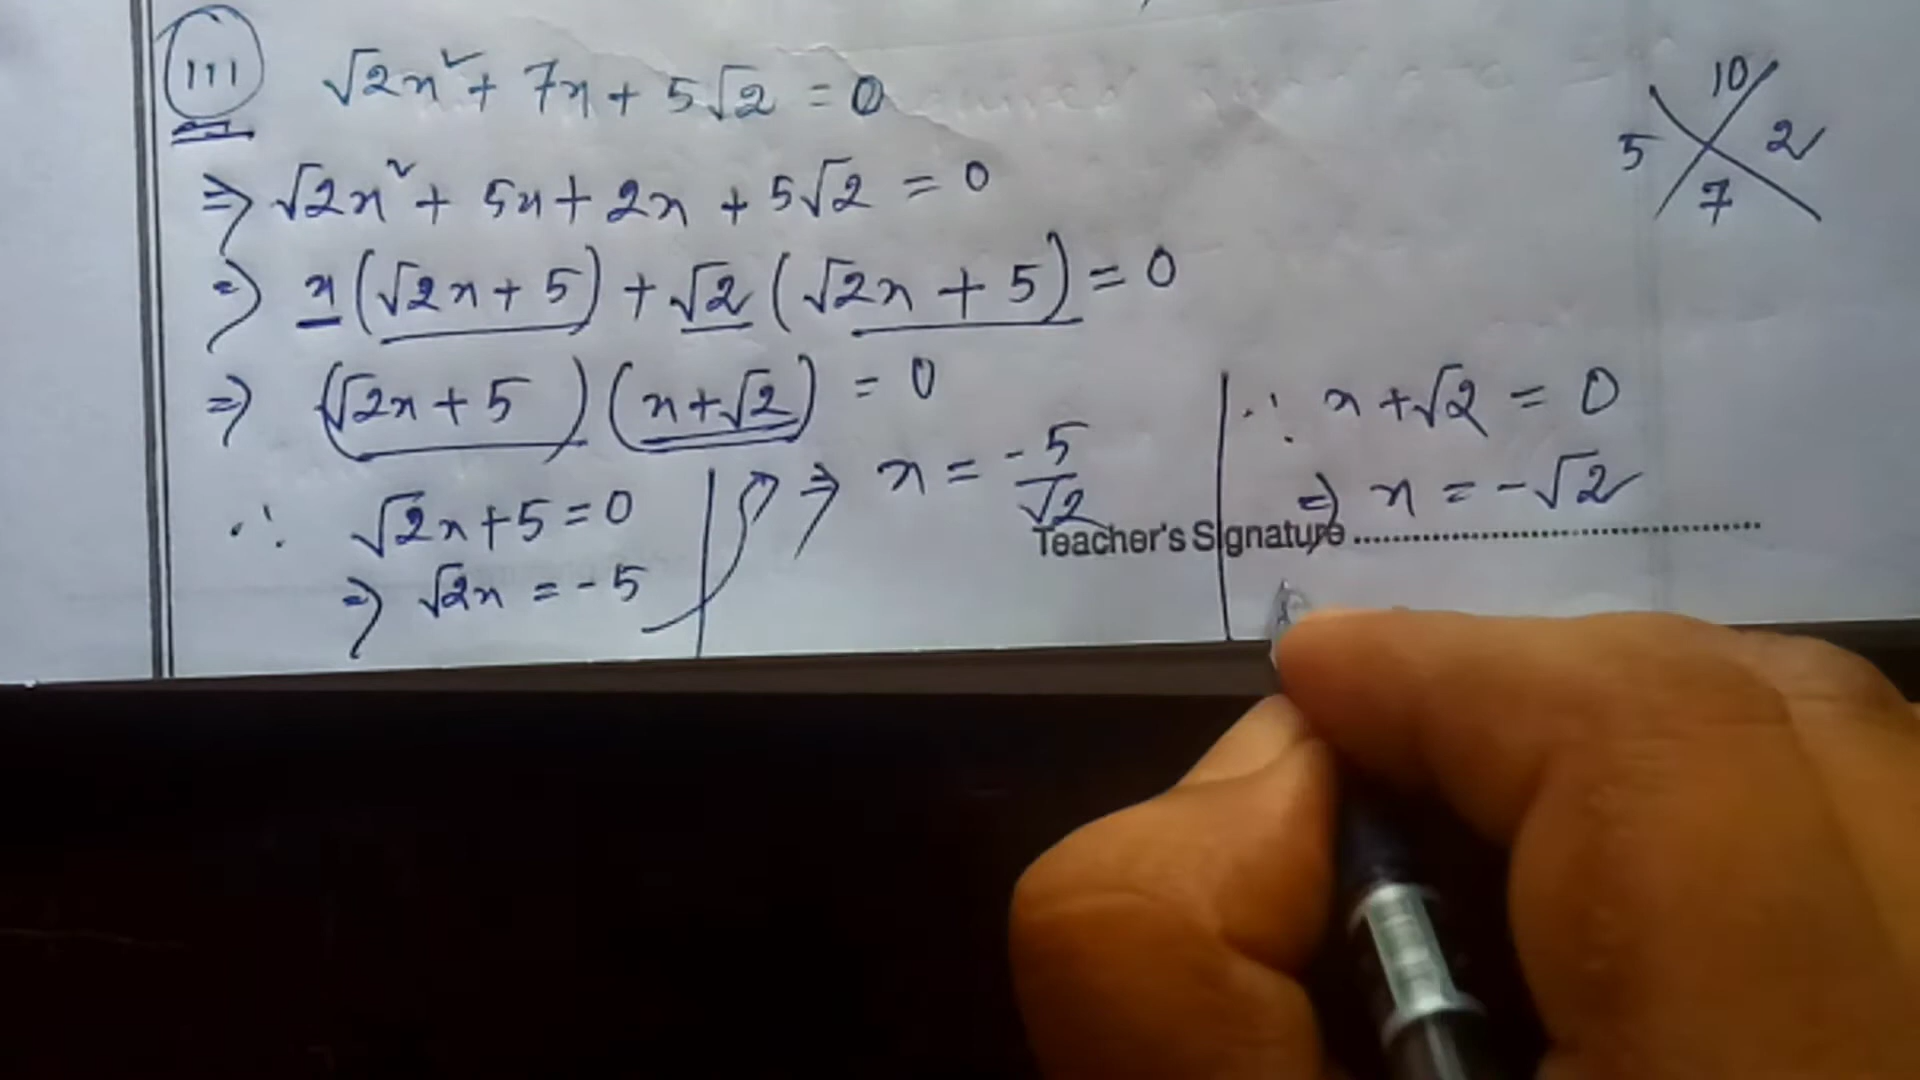 (iii) √2x² + 7x + 5√2 = 0
⇒ √2x² + 5x + 2x + 5√2 = 0
⇒ x(√2x + 5) + √2(√2x + 5) = 0
⇒ (√2x + 5)(x + √2) = 0
∴ √2x + 5 = 0
⇒ √2x = -5
⇒ x = -5/√2
∴ x + √2 = 0
⇒ x = -√2
Teacher's Signature ..........
10
5 2
7